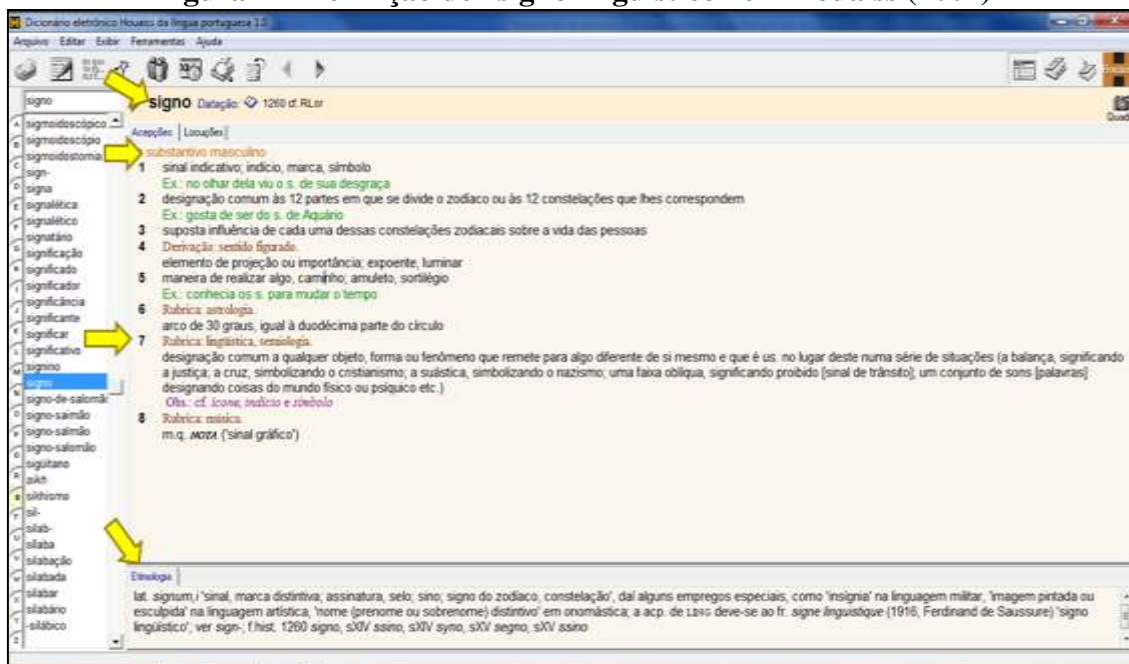 Dicionário eletrônico Houaiss da língua portuguesa 1.0
Arquivo Editar Exibir Ferramentas Ajuda
signo
signo Datação: 1260 cf. RLor
Acepções Locuções
substantivo masculino
1 sinal indicativo; indício, marca, símbolo
Ex.: no olhar dela viu o s. de sua desgraça
2 designação comum às 12 partes em que se divide o zodíaco ou às 12 constelações que lhes correspondem
Ex.: gosta de ser do s. de Aquário
3 suposta influência de cada uma dessas constelações zodiacais sobre a vida das pessoas
4 Derivação: sentido figurado.
elemento de projeção ou importância; expoente, luminar
5 maneira de realizar algo, caminho; amuleto, sortilégio
Ex.: conhecia os s. para mudar o tempo
6 Rubrica: astrologia.
arco de 30 graus, igual à duodécima parte do círculo
7 Rubrica: lingüística, semiologia.
designação comum a qualquer objeto, forma ou fenômeno que remete para algo diferente de si mesmo e que é us. no lugar deste numa série de situações (a balança, significando
a justiça; a cruz, simbolizando o cristianismo; a suástica, simbolizando o nazismo; uma faixa oblíqua, significando proibido [sinal de trânsito]; um conjunto de sons [palavras]
designando coisas do mundo físico ou psíquico etc.)
Obs.: cf. ícone, indício e símbolo
8 Rubrica: música.
m.q. NOTA ('sinal gráfico')
sigmoidoscópico
sigmoidoscópio
sigmoidostomia
sign-
signa
signalética
signalético
signatário
significação
significado
significador
significância
significante
significar
significativo
signino
signo
signo-de-salomão
signo-saimão
signo-salmão
signo-salomão
sigüitano
sikh
sikhismo
sil-
silab-
sílaba
silabação
silabada
silabar
silabário
-silábico
Etimologia
lat. signum,i 'sinal, marca distintiva, assinatura, selo; sino; signo do zodíaco, constelação', daí alguns empregos especiais, como 'insígnia' na linguagem militar, 'imagem pintada ou
esculpida' na linguagem artística, 'nome (prenome ou sobrenome) distintivo' em onomástica; a acp. de LING deve-se ao fr. signe linguistique (1916, Ferdinand de Saussure) 'signo
lingüístico'; ver sign-; f.hist. 1260 signo, sXIV ssino, sXIV syno, sXV segno, sXV ssino